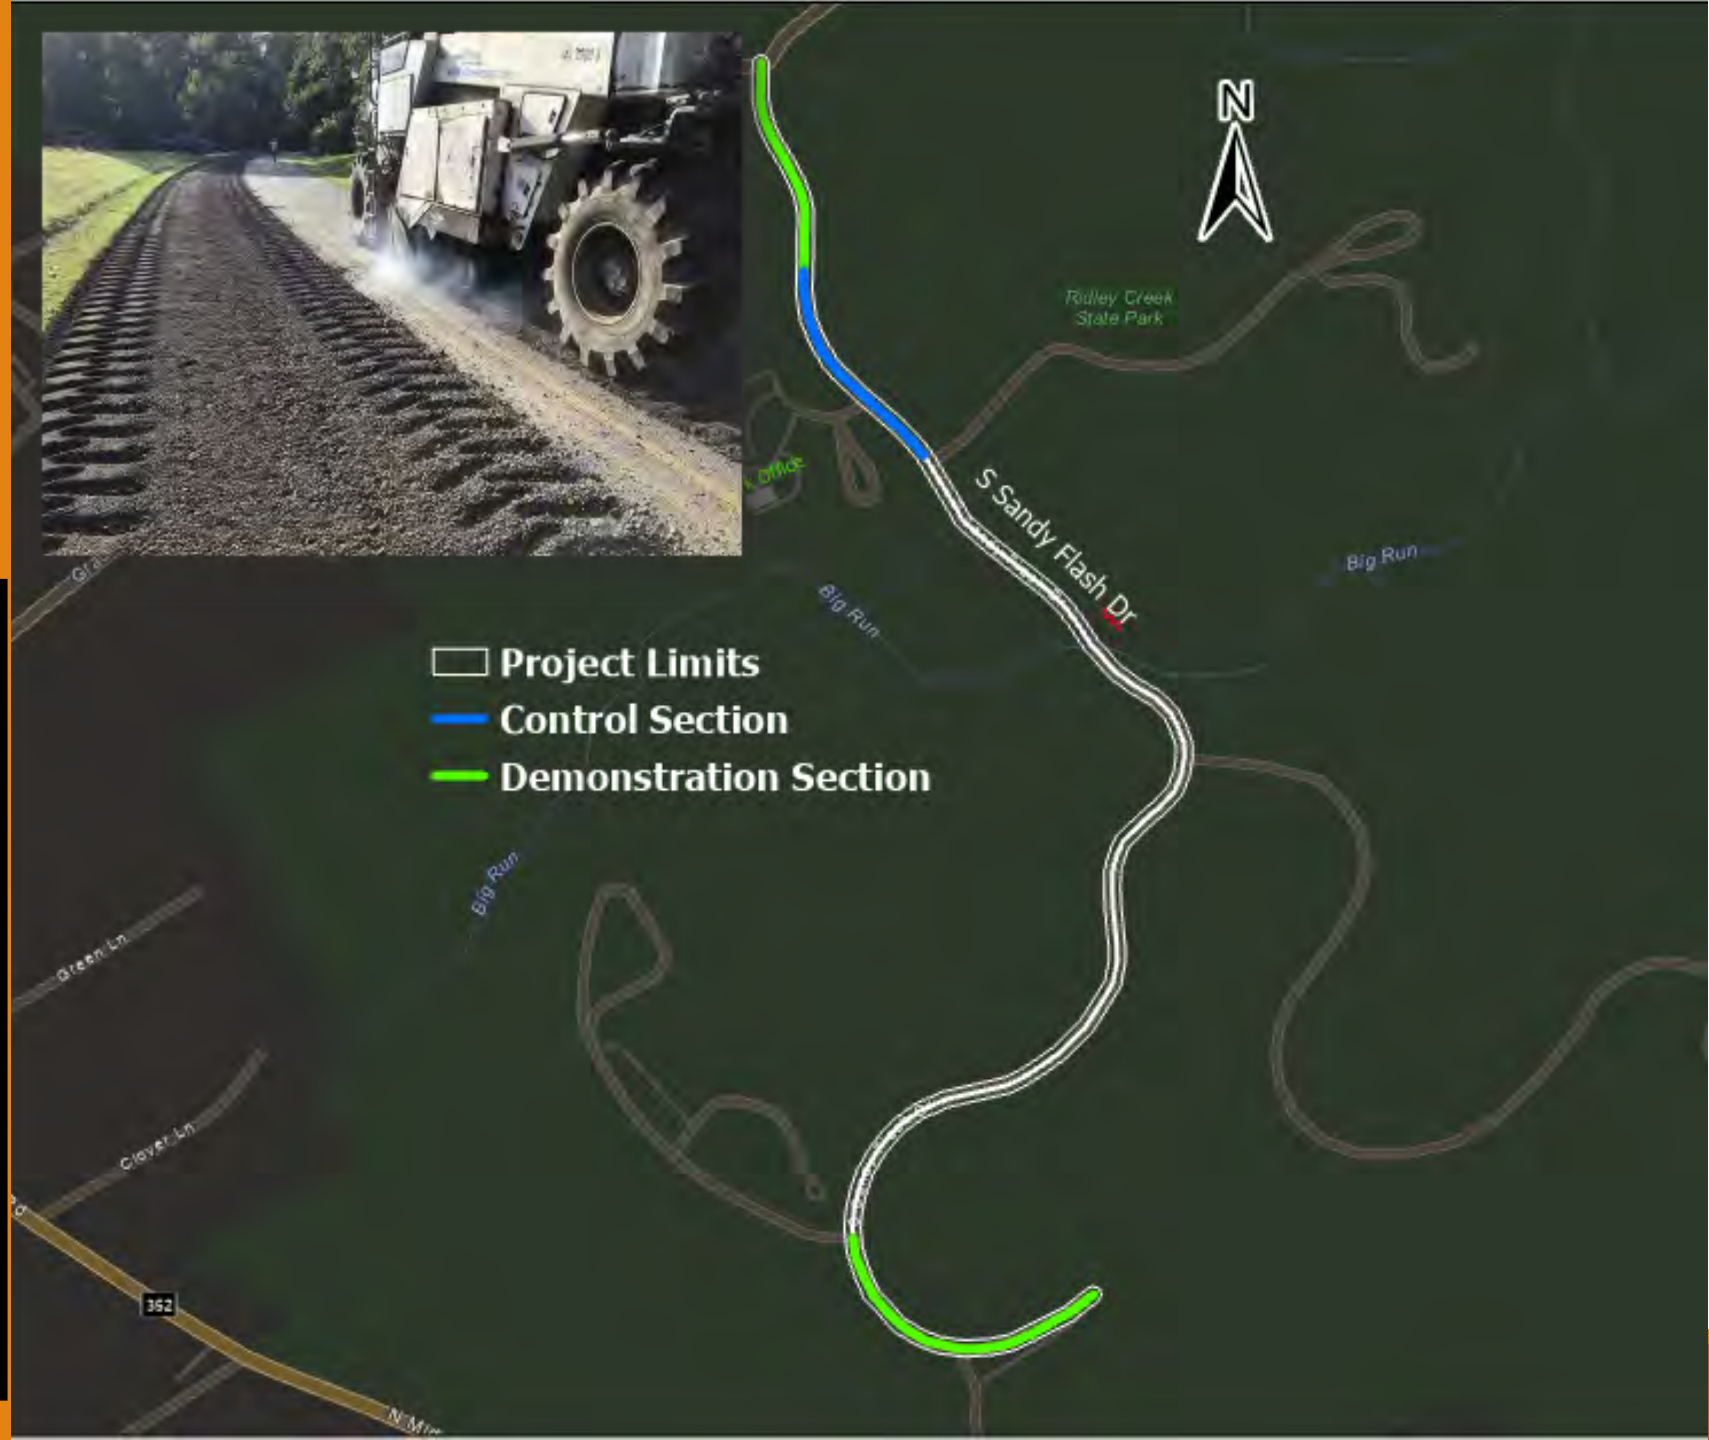 N
Ridley Creek
State Park
Office
S Sandy Flash Dr
Big Run
Big Run
Project Limits
Control Section
Demonstration Section
Big Run
Green Ln
Clover Ln
352